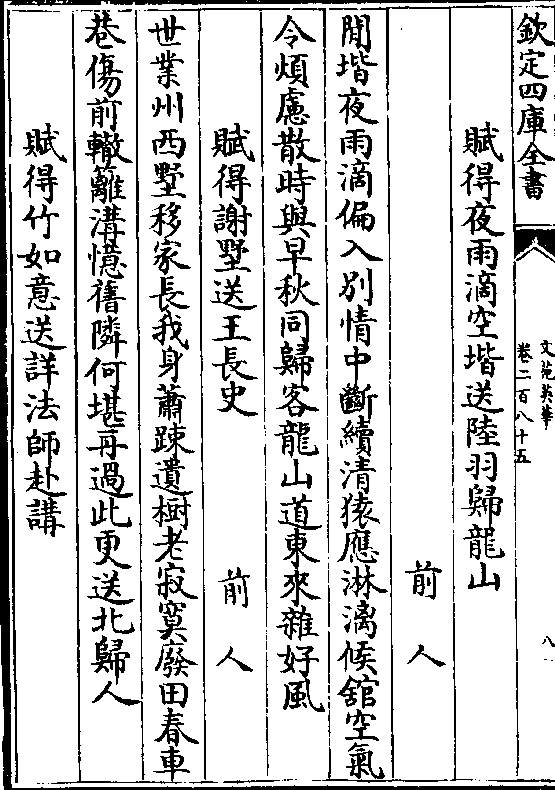 欽定四庫全書
文苑英華
卷二百八十五
八
賦得夜雨滴空堦送陸羽歸龍山
前人
閒堦夜雨滴偏入別情中斷續清猿應淋漓候舘空氣
令煩慮散時與早秋同歸客龍山道東來雜好風
賦得謝墅送王長史
前人
世業州西墅移家長我身蕭踈遺樹老寂寞廢田春車
巷傷前轍籬溝憶舊隣何堪再過此更送北歸人
賦得竹如意送詳法師赴講